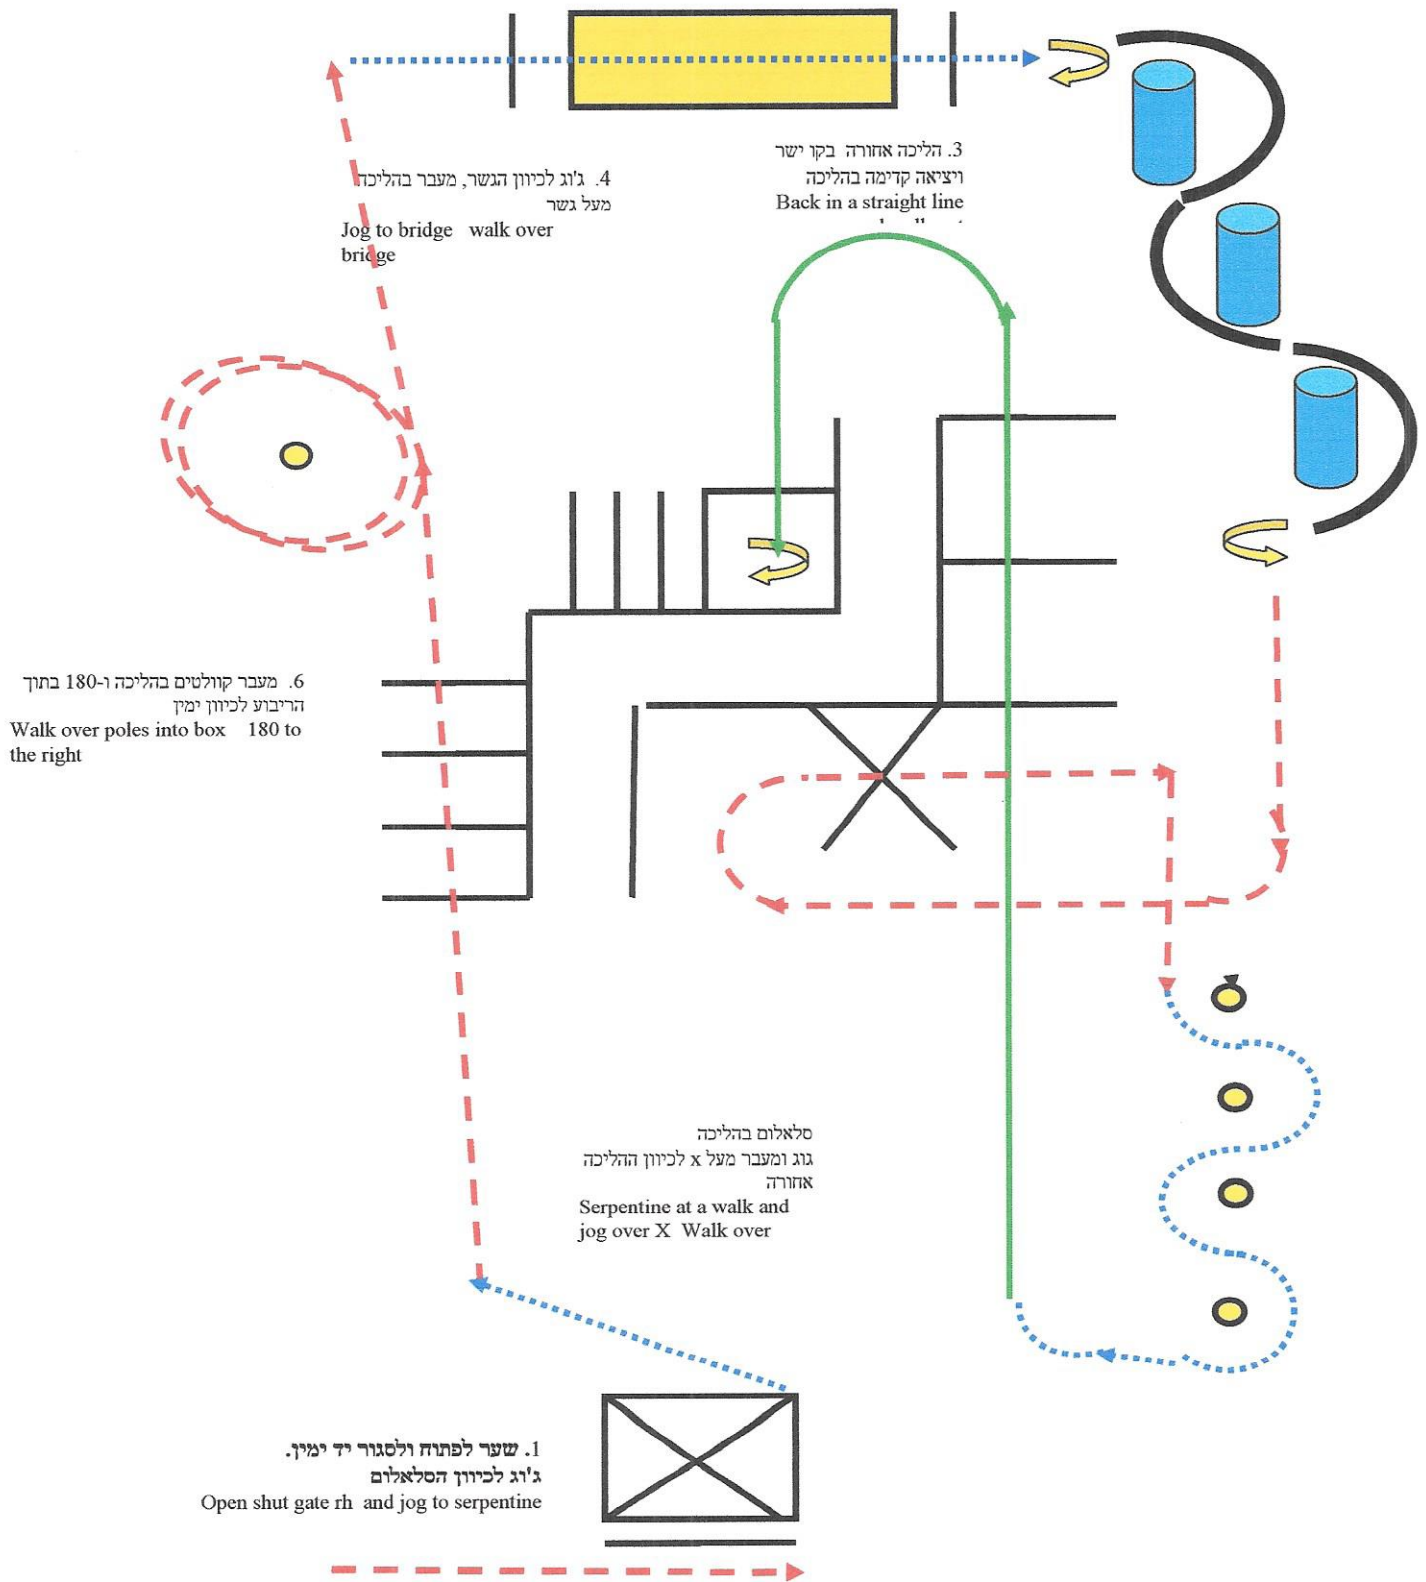 3. הליכה אחורה בקו ישר
ויציאה קדימה בהליכה
Back in a straight line
4. ג'וג לכיוון הגשר, מעבר בהליכה
מעל גשר
Jog to bridge walk over
bridge
6. מעבר קוולטים בהליכה ו-180 בתוך
הריבוע לכיוון ימין
Walk over poles into box 180 to
the right
סלאלום בהליכה
גוג ומעבר מעל x לכיוון ההליכה
אחורה
Serpentine at a walk and
jog over X Walk over
1. שער לפתוח ולסגור יד ימין.
ג'וג לכיוון הסלאלום
Open shut gate rh and jog to serpentine